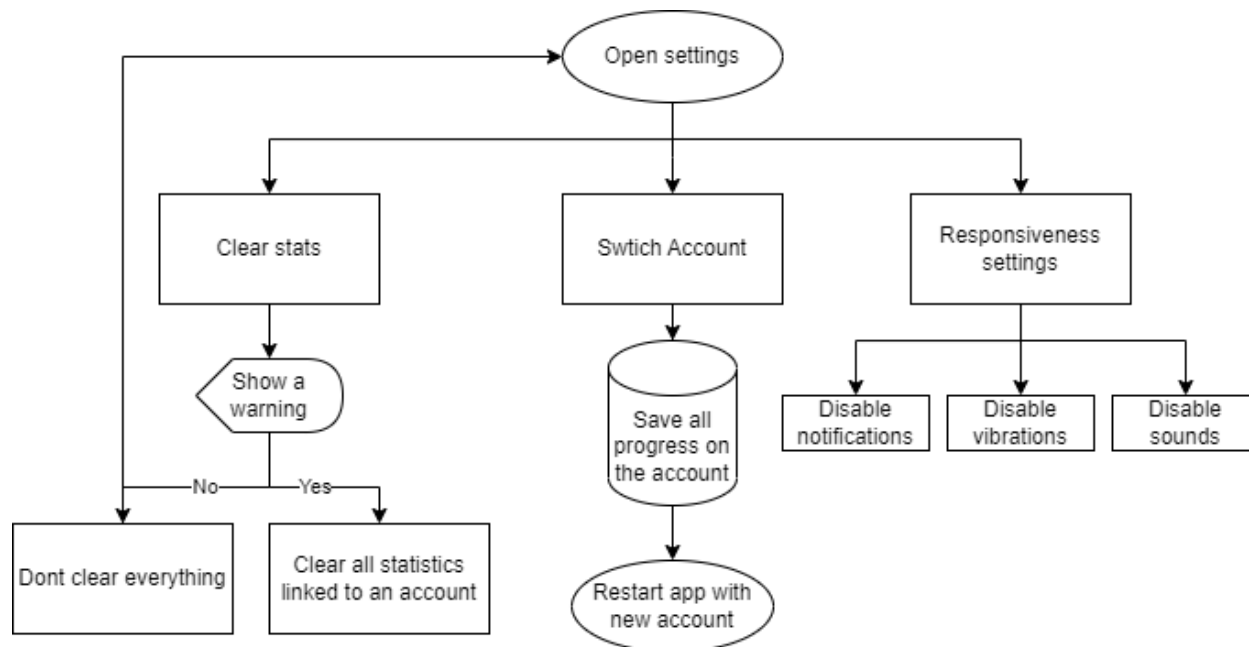 Open settings
Clear stats
Swtich Account
Responsiveness
settings
Show a
warning
Save all
progress on
the account
Disable
notifications
Disable
vibrations
Disable
sounds
No
Yes
Dont clear everything
Clear all statistics
linked to an account
Restart app with
new account